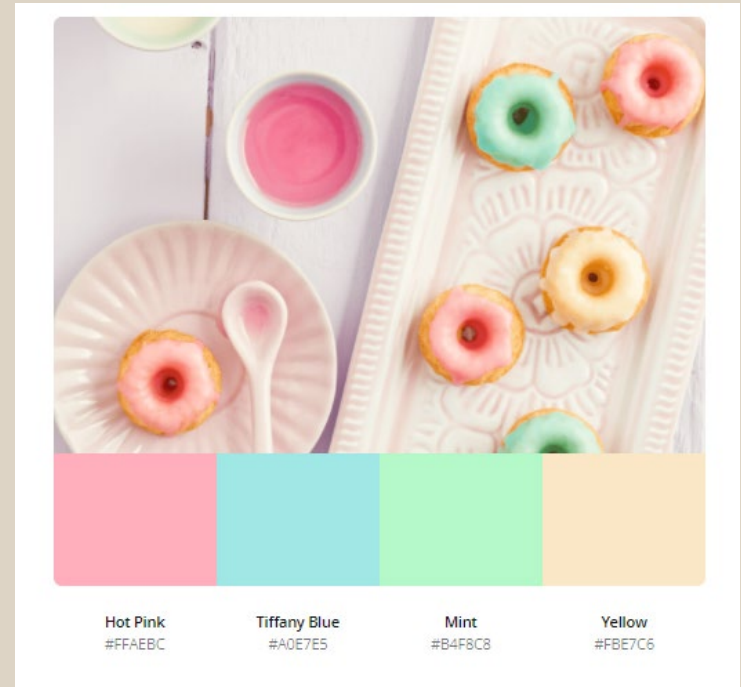 Hot Pink
#FFAEBC
Tiffany Blue
#A0E7E5
Mint
#B4F8C8
Yellow
#FBE7C6